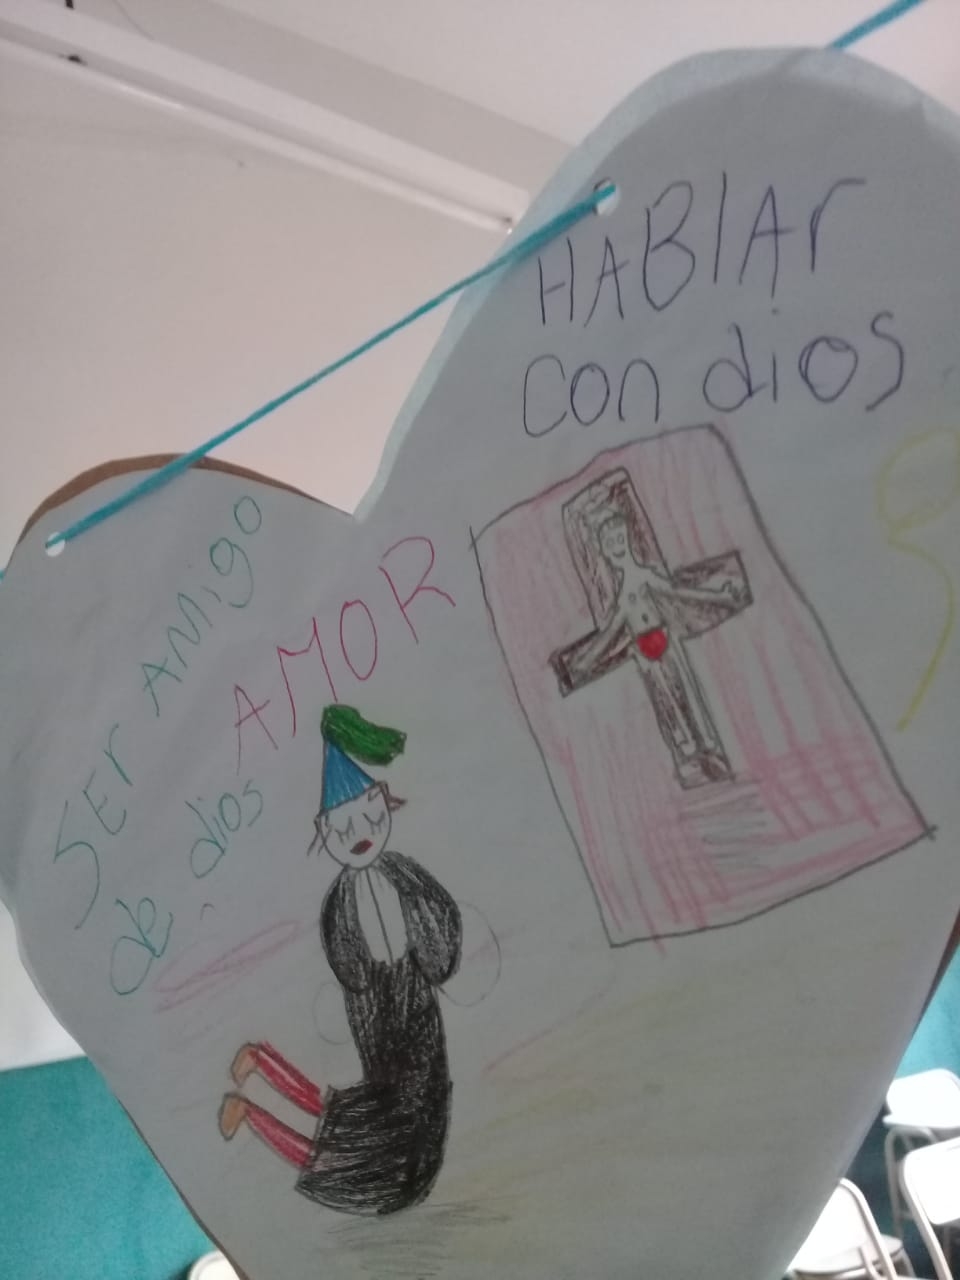 HABlAr
con dios
SEr AMigo
de dios
AMOR